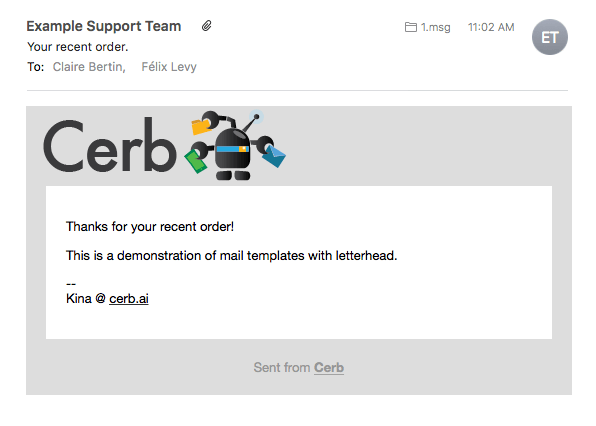 Example Support Team
1.msg 11:02 AM
ET
Your recent order.
To: Claire Bertin, Félix Levy
Cerb
Thanks for your recent order!
This is a demonstration of mail templates with letterhead.
--
Kina @ cerb.ai
Sent from Cerb